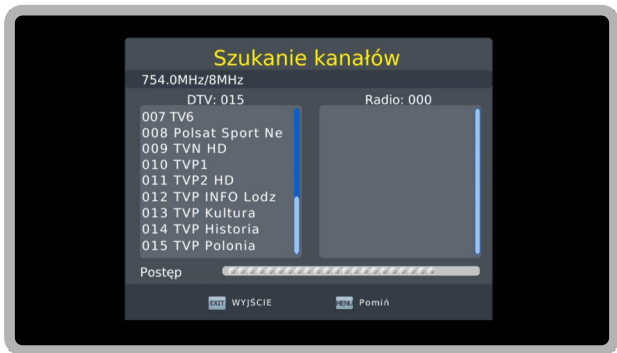 Szukanie kanałów
754.0MHz/8MHz
DTV: 015
Radio: 000
007 TV6
008 Polsat Sport Ne
009 TVN HD
010 TVP1
011 TVP2 HD
012 TVP INFO Lodz
013 TVP Kultura
014 TVP Historia
015 TVP Polonia
Postęp
EXIT WYJŚCIE
MENU Pomiń